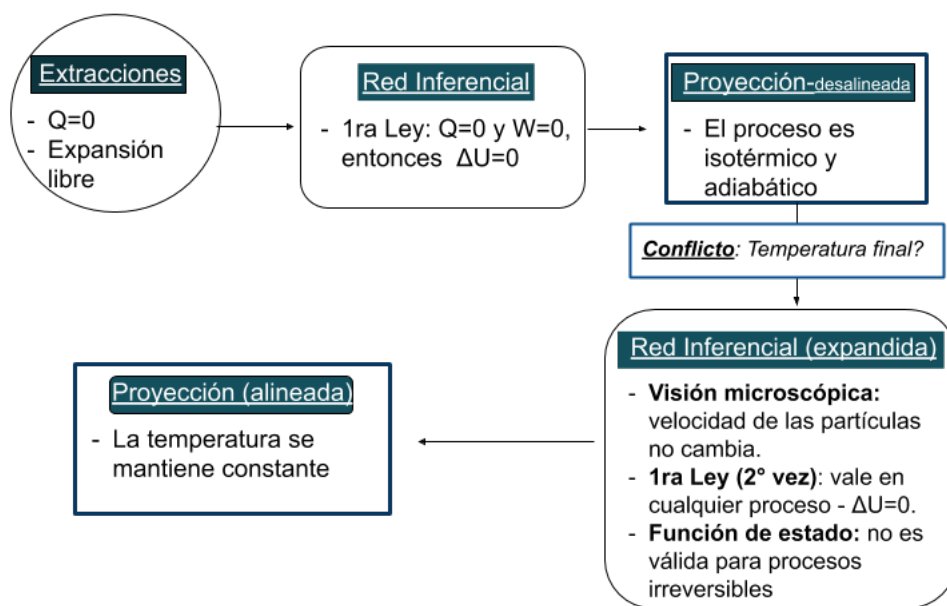 Extracciones
- Q=0
- Expansión
libre
Red Inferencial
- 1ra Ley: Q=0 y W=0,
entonces ΔU=0
Proyección-desalineada
- El proceso es
isotérmico y
adiabático
Conflicto: Temperatura final?
Red Inferencial (expandida)
- Visión microscópica:
velocidad de las partículas
no cambia.
- 1ra Ley (2° vez): vale en
cualquier proceso - ΔU=0.
- Función de estado: no es
válida para procesos
irreversibles
Proyección (alineada)
- La temperatura se
mantiene constante